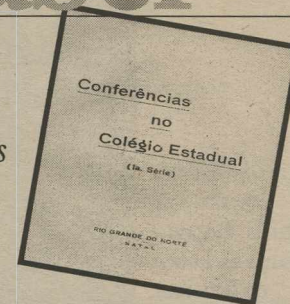 Conferências
no
Colégio Estadual
(1a. Série)
RIO GRANDE DO NORTE
NATAL